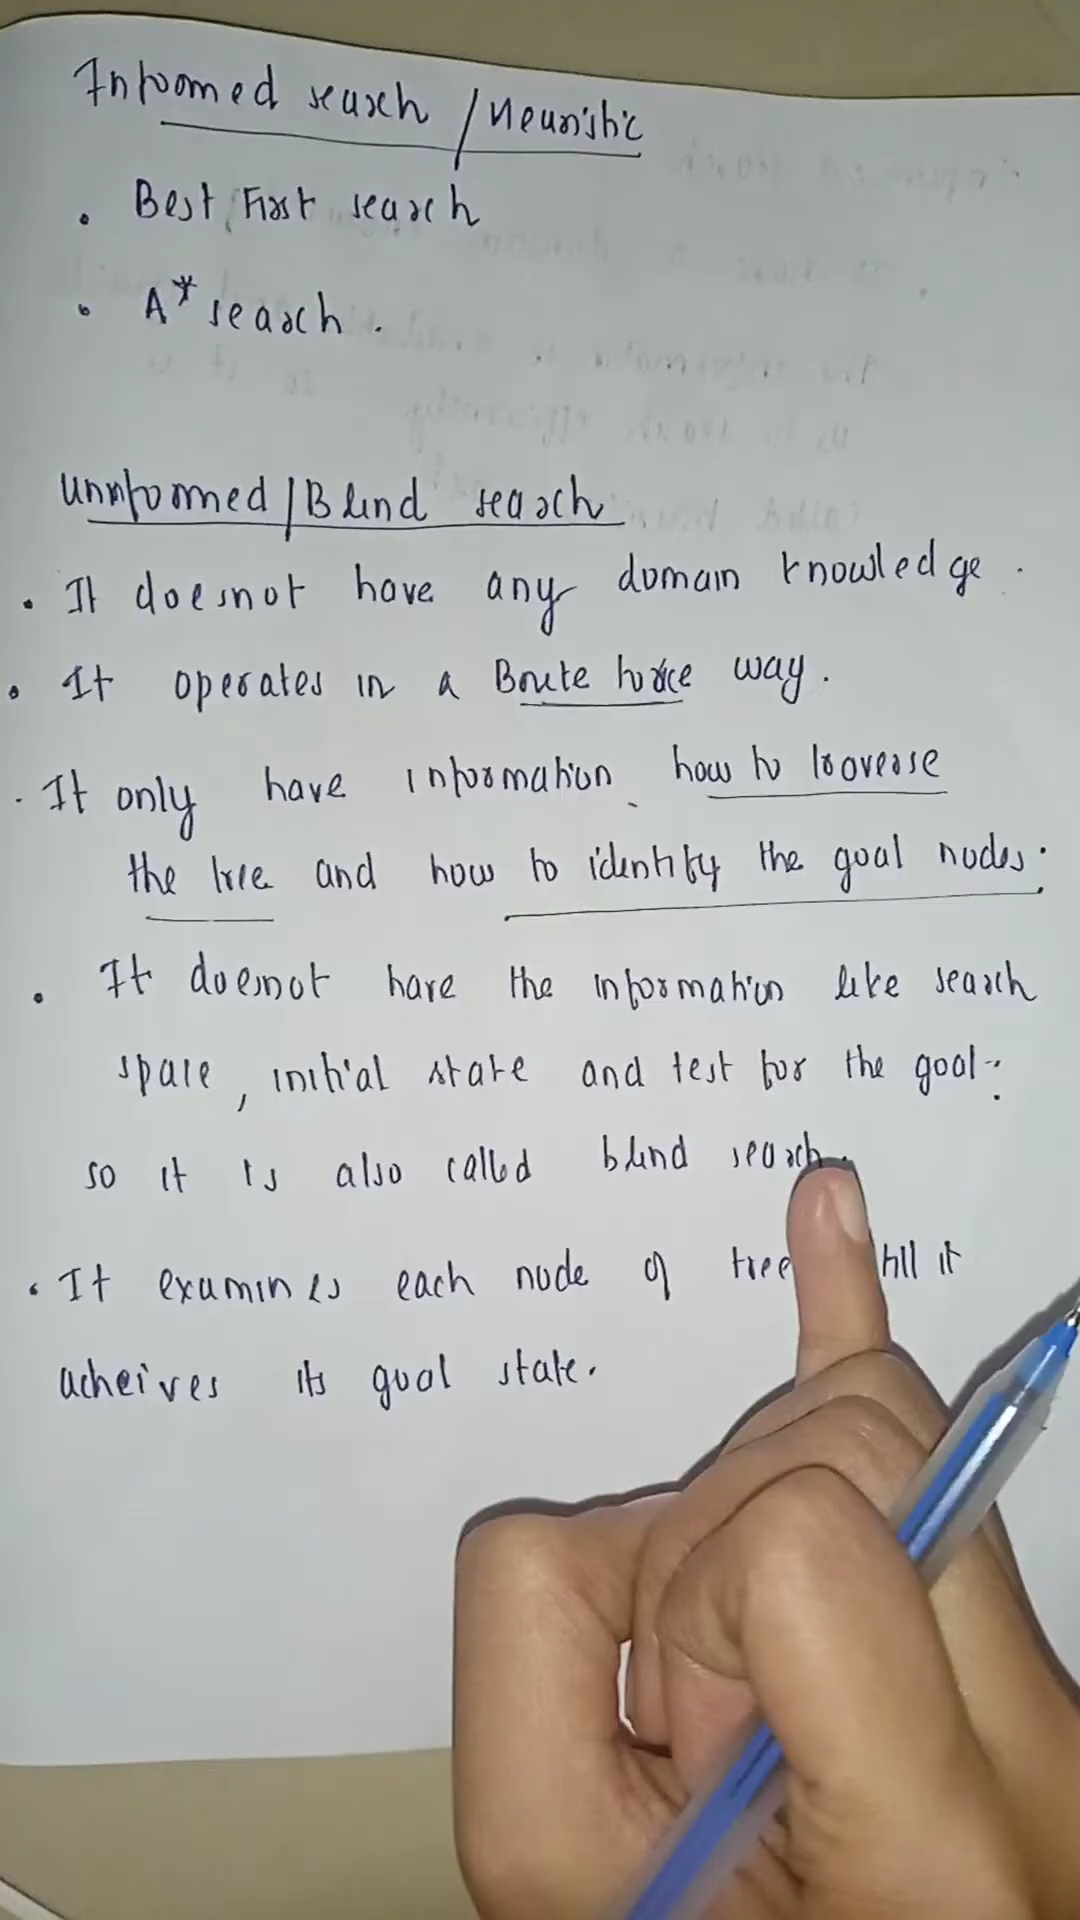 Informed search / Heuristic
• Best First search
• A* search.
Uninformed / Blind search
• It doesnot have any domain knowledge.
• It operates in a Brute force way.
• It only have information how to traverse
the tree and how to identify the goal nodes.
• It doesnot have the information like search
space, initial state and test for the goal.
so it is also called blind search.
• It examines each node of tree till it
acheives its goal state.